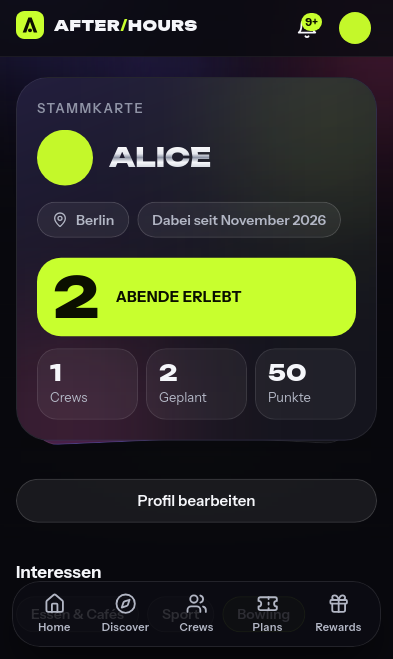 AFTER/HOURS
9+
STAMMKARTE
ALICE
Berlin
Dabei seit November 2026
2 ABENDE ERLEBT
1
Crews
2
Geplant
50
Punkte
Profil bearbeiten
Interessen
Essen & Cafés
Sport
Bowling
Home
Discover
Crews
Plans
Rewards